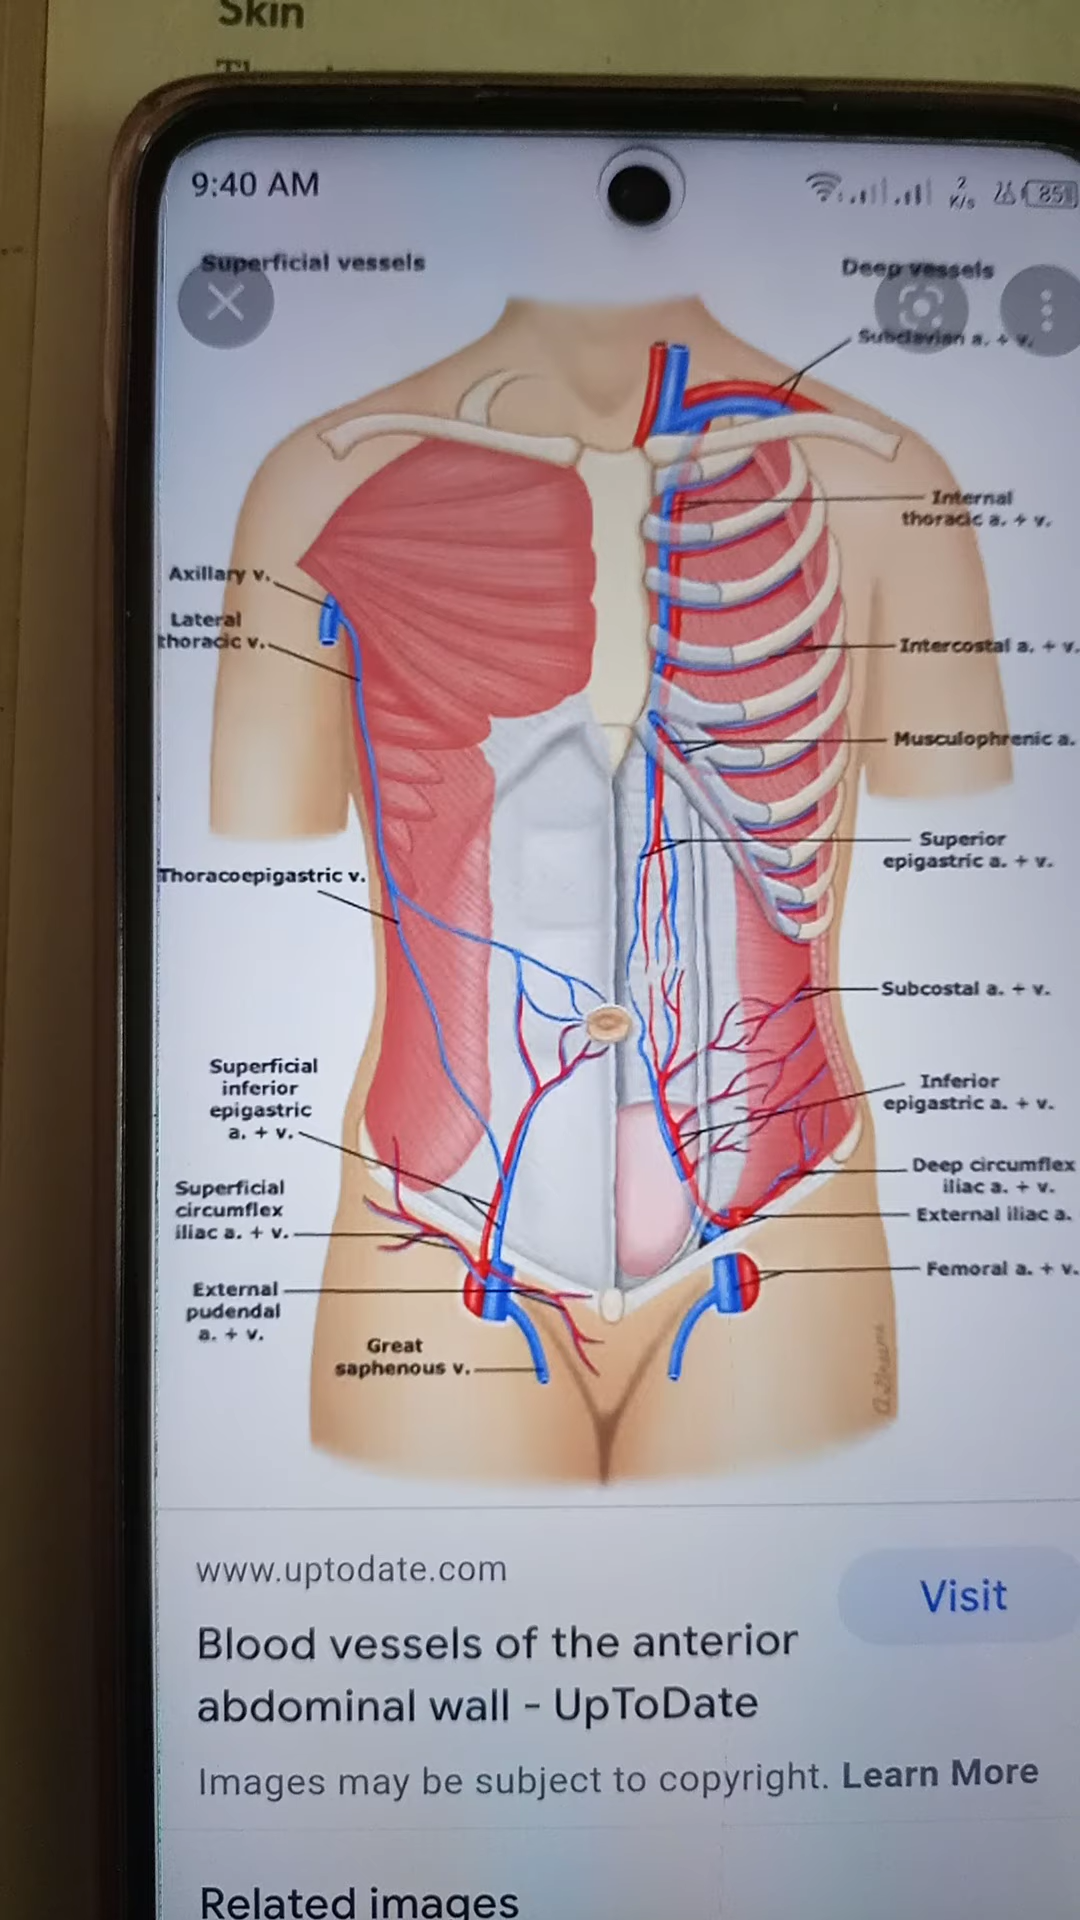 Skin
9:40 AM
2
K/s
85
Superficial vessels
Deep vessels
Subclavian a. + v.
Internal
thoracic a. + v.
Axillary v.
Lateral
thoracic v.
Intercostal a. + v.
Musculophrenic a.
Superior
epigastric a. + v.
Thoracoepigastric v.
Subcostal a. + v.
Superficial
inferior
epigastric
a. + v.
Inferior
epigastric a. + v.
Deep circumflex
iliac a. + v.
Superficial
circumflex
iliac a. + v.
External iliac a.
Femoral a. + v.
External
pudendal
a. + v.
Great
saphenous v.
www.uptodate.com
Visit
Blood vessels of the anterior
abdominal wall - UpToDate
Images may be subject to copyright. Learn More
Related images